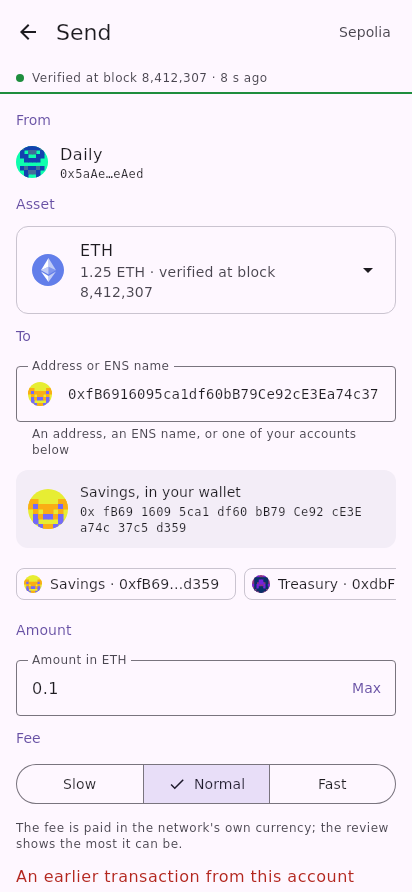 Send
Sepolia
Verified at block 8,412,307 · 8 s ago
From
Daily
0x5aAe…eAed
Asset
ETH
1.25 ETH · verified at block
8,412,307
To
Address or ENS name
0xfB6916095ca1df60bB79Ce92cE3Ea74c37
An address, an ENS name, or one of your accounts
below
Savings, in your wallet
0x fB69 1609 5ca1 df60 bB79 Ce92 cE3E
a74c 37c5 d359
Savings · 0xfB69…d359
Treasury · 0xdbF
Amount
Amount in ETH
0.1
Max
Fee
Slow
Normal
Fast
The fee is paid in the network's own currency; the review
shows the most it can be.
An earlier transaction from this account